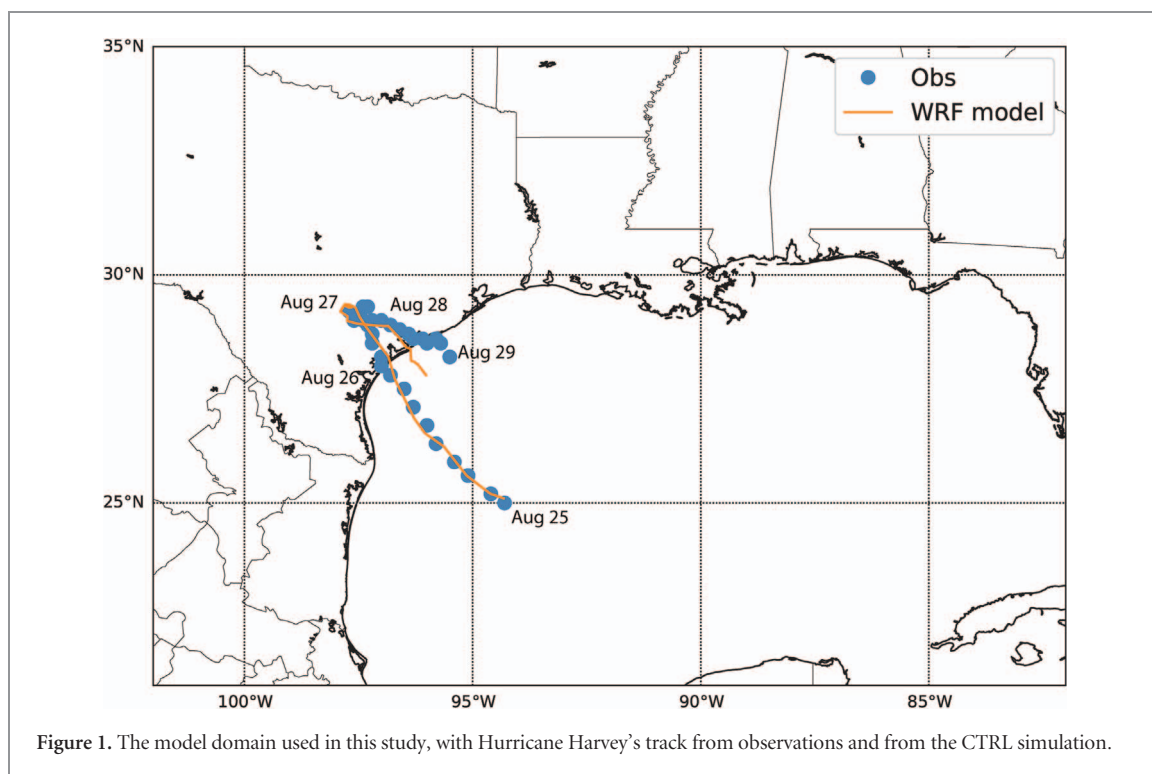 35°N
Obs
WRF model
30°N
Aug 27
Aug 28
Aug 29
Aug 26
25°N
Aug 25
100°W 95°W 90°W 85°W
Figure 1. The model domain used in this study, with Hurricane Harvey's track from observations and from the CTRL simulation.